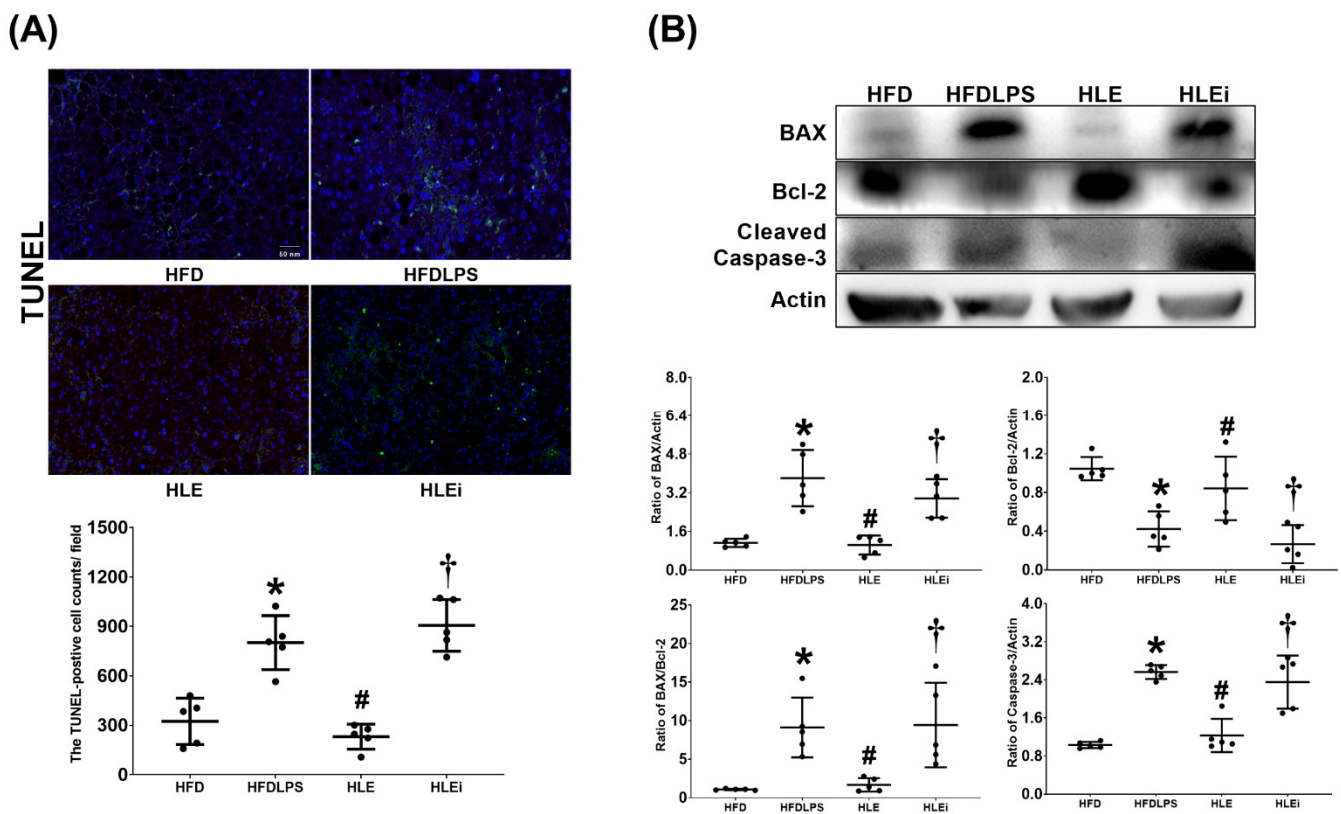 (A)
(B)
TUNEL
50 nm
HFD
HFDLPS
HLE
HLEi
The TUNEL-postive cell counts/ field
1500
1200
900
600
300
0
*
#
†
HFD
HFDLPS
HLE
HLEi
HFD
HFDLPS
HLE
HLEi
BAX
Bcl-2
Cleaved
Caspase-3
Actin
Ratio of BAX/Actin
8.0
6.4
4.8
3.2
1.6
0.0
*
#
†
HFD
HFDLPS
HLE
HLEi
Ratio of Bcl-2/Actin
2.0
1.6
1.2
0.8
0.4
0.0
*
#
†
HFD
HFDLPS
HLE
HLEi
Ratio of BAX/Bcl-2
25
20
15
10
5
0
*
#
†
HFD
HFDLPS
HLE
HLEi
Ratio of Caspase-3/Actin
4.0
3.2
2.4
1.6
0.8
0.0
*
#
†
HFD
HFDLPS
HLE
HLEi